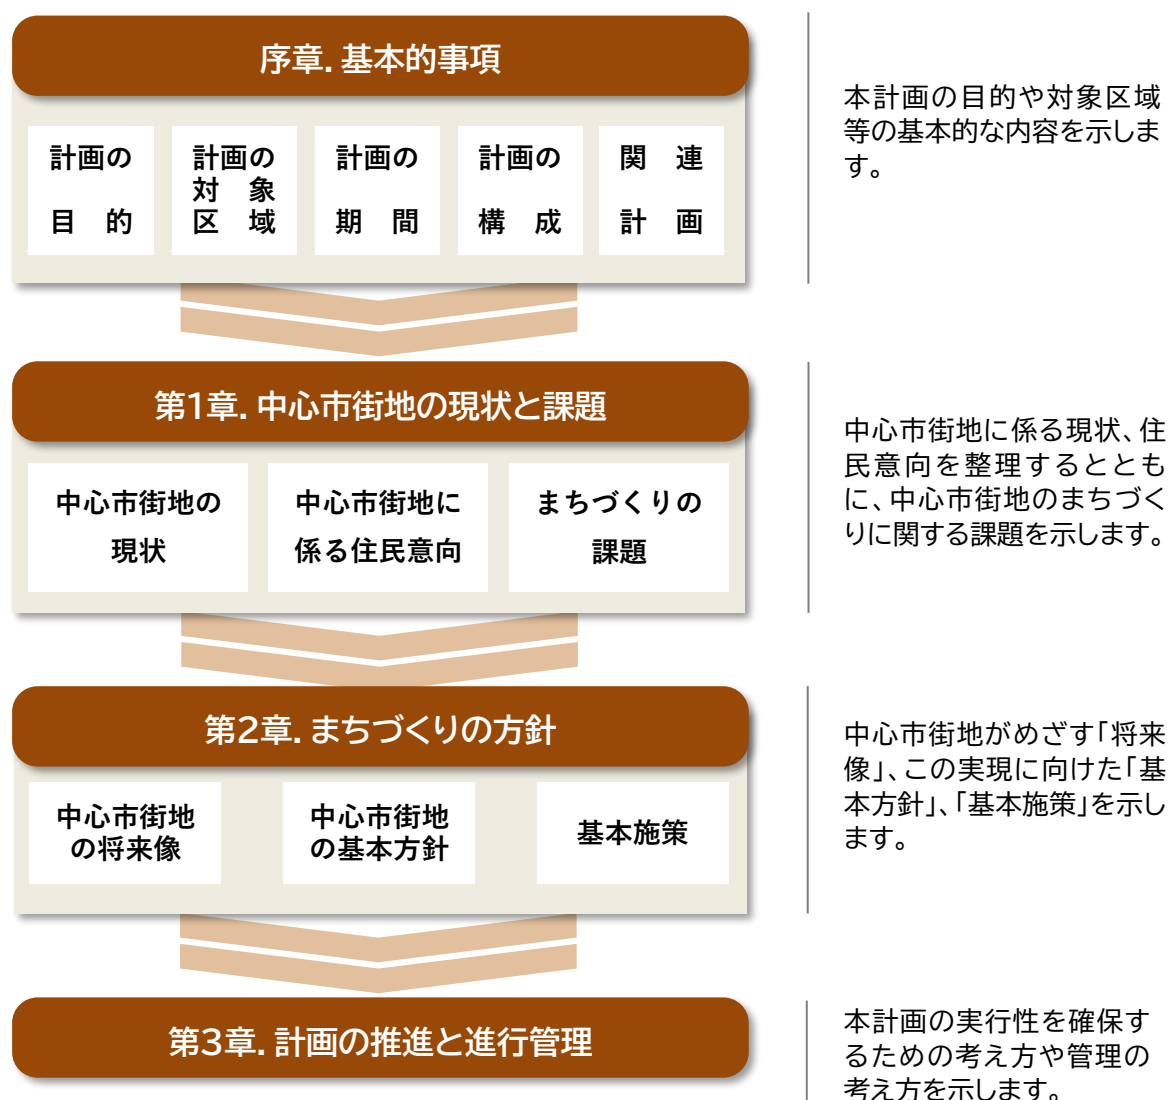 序章．基本的事項
計画の
目　的
計画の
対　象
区　域
計画の
期　間
計画の
構　成
関　連
計　画
本計画の目的や対象区域
等の基本的な内容を示しま
す。
第1章．中心市街地の現状と課題
中心市街地の
現状
中心市街地に
係る住民意向
まちづくりの
課題
中心市街地に係る現状、住
民意向を整理するととも
に、中心市街地のまちづく
りに関する課題を示します。
第2章．まちづくりの方針
中心市街地
の将来像
中心市街地
の基本方針
基本施策
中心市街地がめざす「将来
像」、この実現に向けた「基
本方針」、「基本施策」を示し
ます。
第3章．計画の推進と進行管理
本計画の実行性を確保す
るための考え方や管理の
考え方を示します。